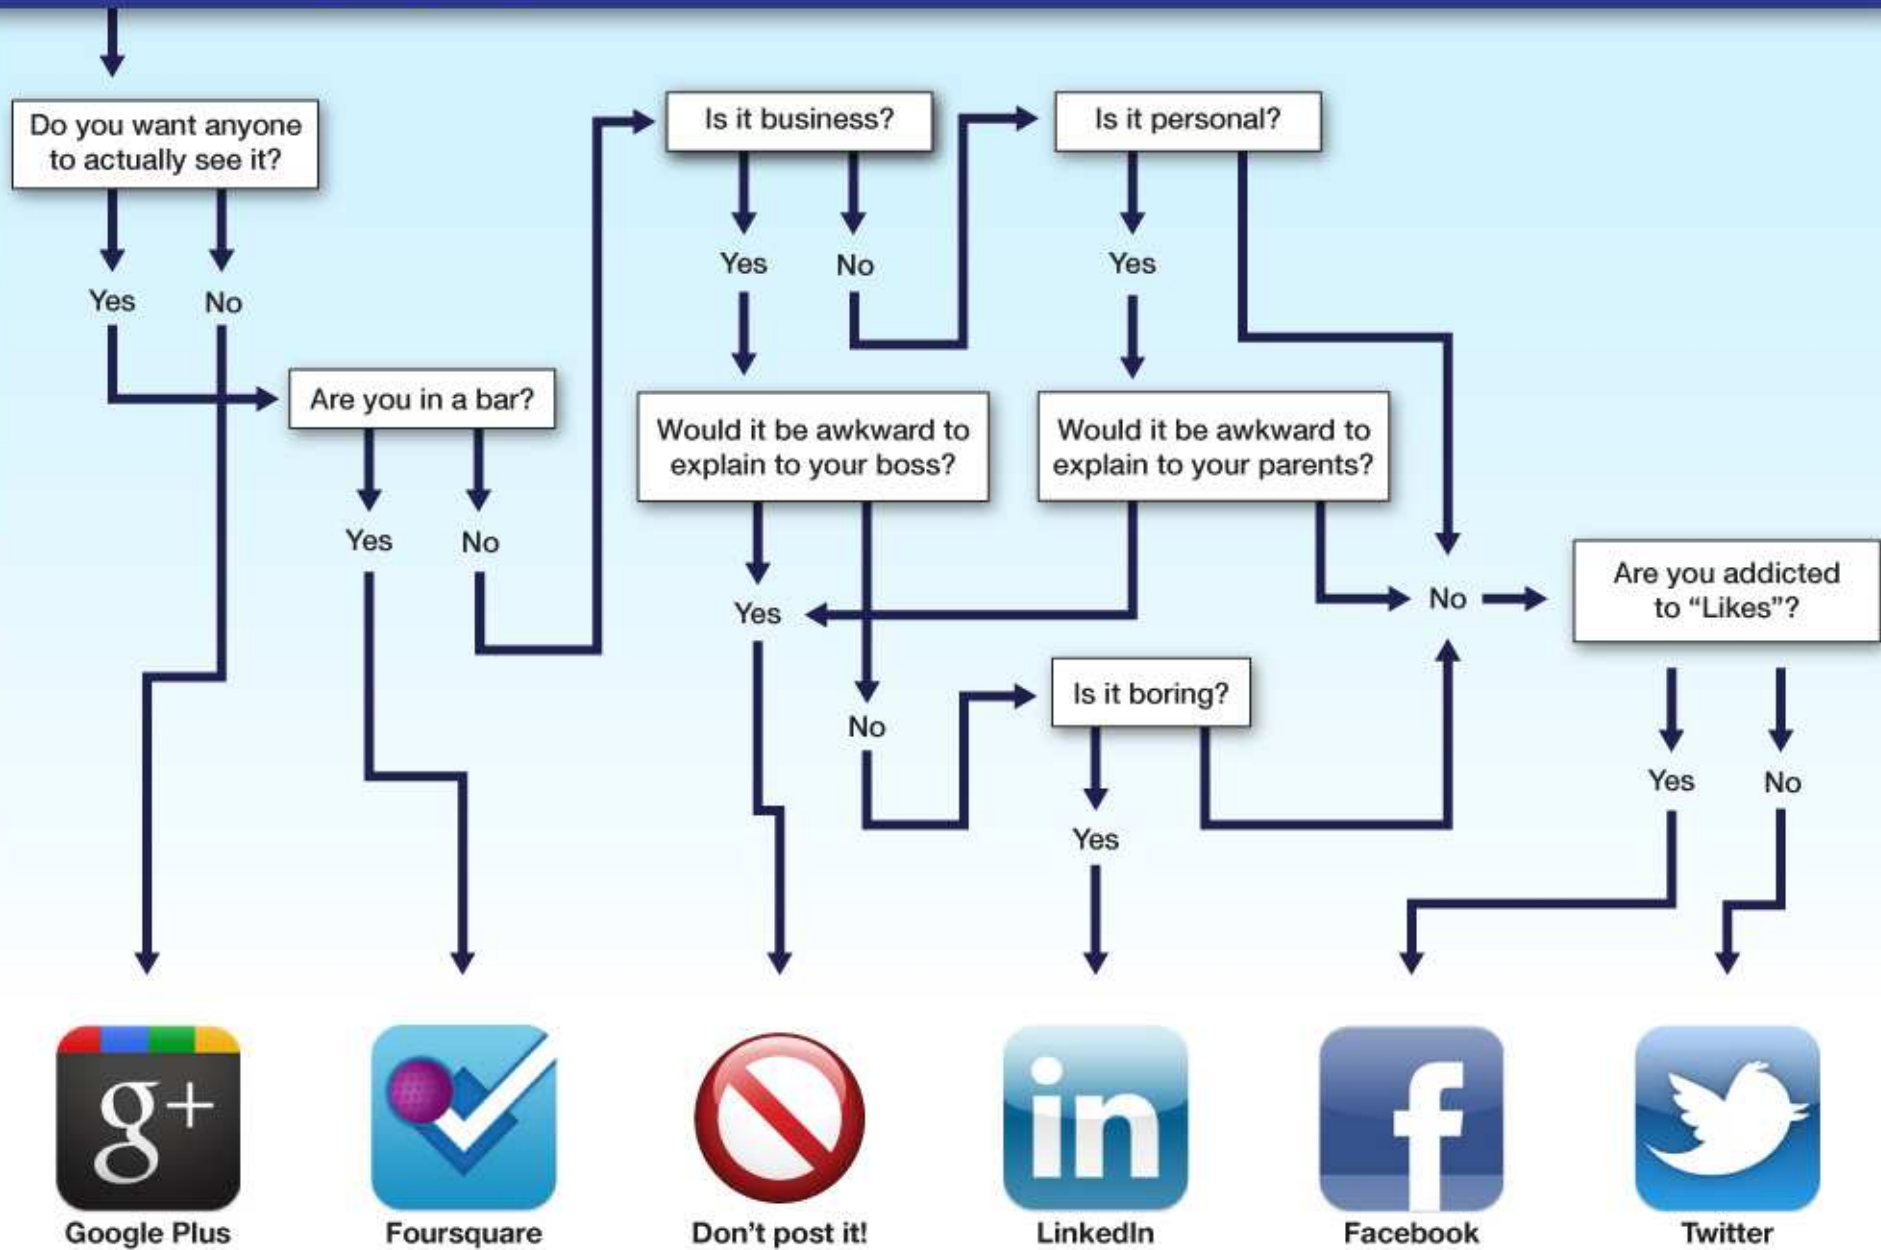 Do you want anyone
to actually see it?
Yes
No
Are you in a bar?
Yes
No
Is it business?
Yes
No
Is it personal?
Yes
Would it be awkward to
explain to your boss?
Would it be awkward to
explain to your parents?
Yes
No
No
Is it boring?
Yes
Are you addicted
to “Likes”?
Yes
No
g+
in
f
Google Plus
Foursquare
Don't post it!
LinkedIn
Facebook
Twitter